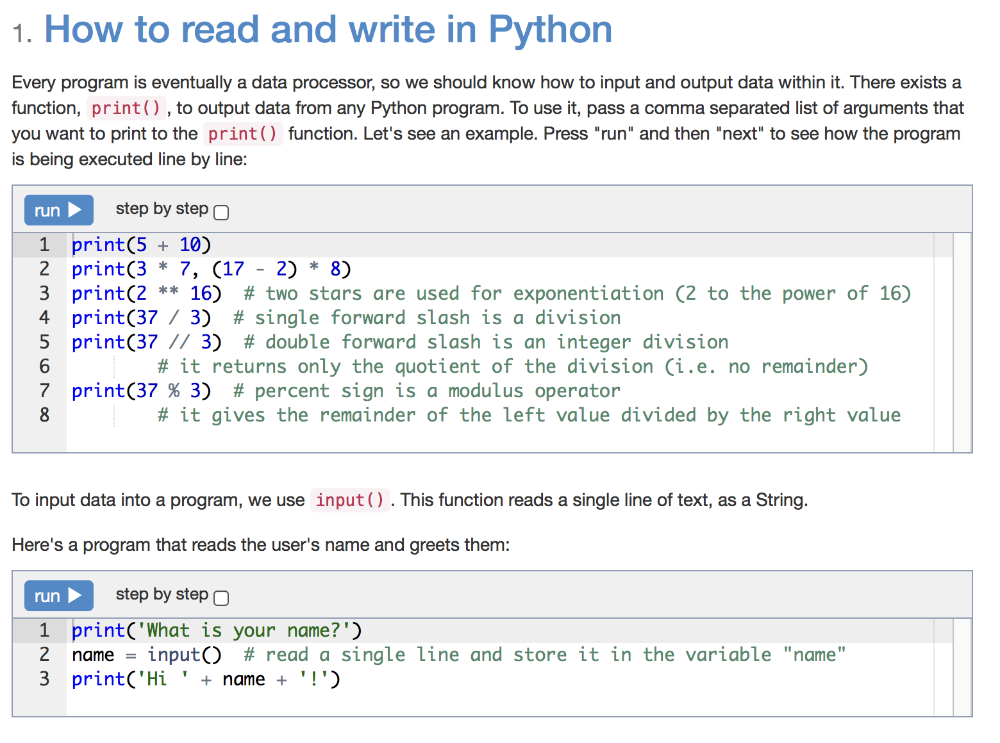 1. How to read and write in Python
Every program is eventually a data processor, so we should know how to input and output data within it. There exists a
function, print(), to output data from any Python program. To use it, pass a comma separated list of arguments that
you want to print to the print() function. Let's see an example. Press "run" and then "next" to see how the program
is being executed line by line:
run step by step
1 print(5 + 10)
2 print(3 * 7, (17 - 2) * 8)
3 print(2 ** 16)  # two stars are used for exponentiation (2 to the power of 16)
4 print(37 / 3)  # single forward slash is a division
5 print(37 // 3)  # double forward slash is an integer division
6         # it returns only the quotient of the division (i.e. no remainder)
7 print(37 % 3)  # percent sign is a modulus operator
8         # it gives the remainder of the left value divided by the right value
To input data into a program, we use input(). This function reads a single line of text, as a String.
Here's a program that reads the user's name and greets them:
run step by step
1 print('What is your name?')
2 name = input()  # read a single line and store it in the variable "name"
3 print('Hi ' + name + '!')